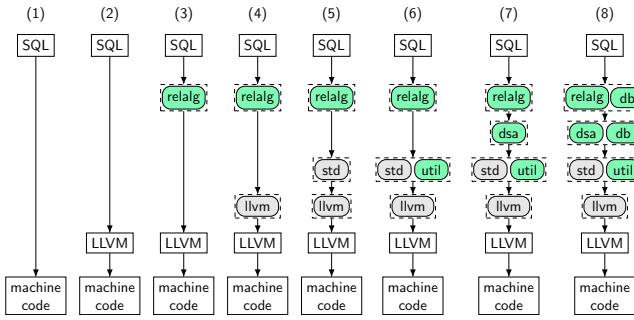 (1) (2) (3) (4) (5) (6) (7) (8)
SQL SQL SQL SQL SQL SQL SQL SQL
relalg relalg relalg relalg relalg relalg db
dsa dsa db
std std util std util std util
llvm llvm llvm llvm llvm
LLVM LLVM LLVM LLVM LLVM LLVM LLVM
machine machine machine machine machine machine machine machine
code code code code code code code code